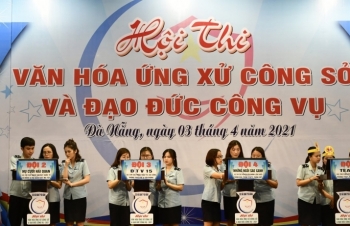 Hội Thi
VĂN HÓA ỨNG XỬ CÔNG SỞ
VÀ ĐẠO ĐỨC CÔNG VỤ
Đà Nẵng, ngày 03 tháng 4 năm 2021
ĐỘI 2
ĐỘI 3
ĐỘI 4
ĐỘI